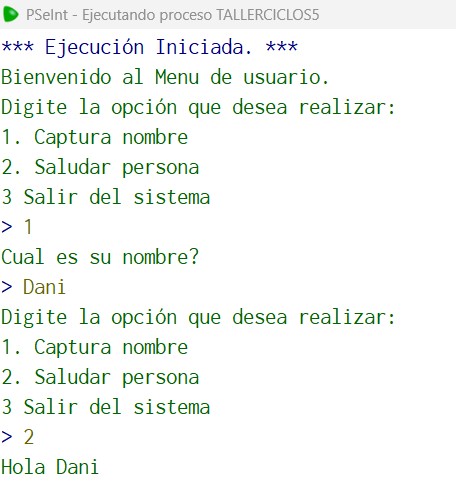 PSeInt - Ejecutando proceso TALLERCICLOS5
*** Ejecución Iniciada. ***
Bienvenido al Menu de usuario.
Digite la opción que desea realizar:
1. Captura nombre
2. Saludar persona
3 Salir del sistema
> 1
Cual es su nombre?
> Dani
Digite la opción que desea realizar:
1. Captura nombre
2. Saludar persona
3 Salir del sistema
> 2
Hola Dani